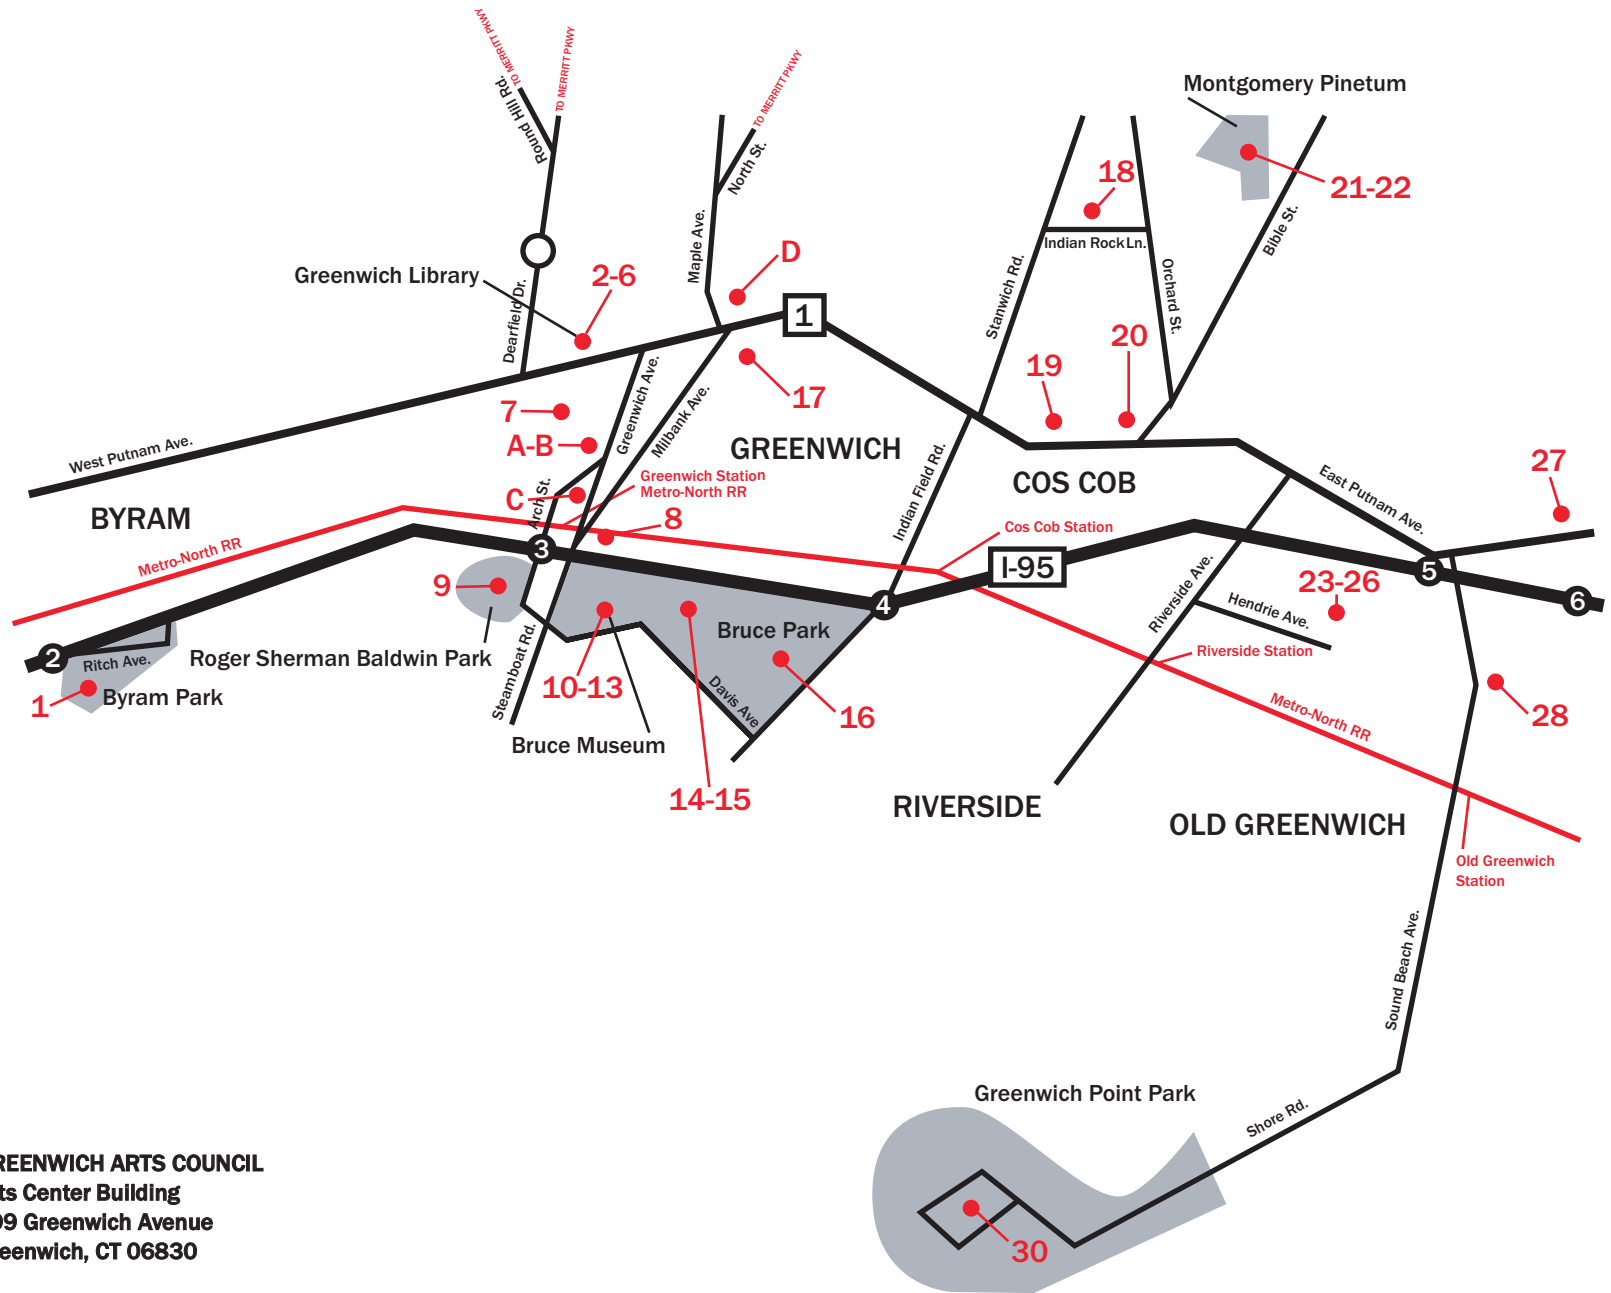 TO MERRITT PKWY
TO MERRITT PKWY
Round Hill Rd.
TO MERRITT PKWY
North St.
Maple Ave.
Montgomery Pinetum
18
21-22
Indian Rock Ln.
Bible St.
Orchard St.
Stanwich Rd.
D
Greenwich Library
2-6
Dearfield Dr.
1
20
19
17
7
Greenwich Ave.
Milbank Ave.
A-B
GREENWICH
West Putnam Ave.
BYRAM
C
Arch St.
Greenwich Station
Metro-North RR
8
Indian Field Rd.
COS COB
East Putnam Ave.
27
Cos Cob Station
Metro-North RR
3
I-95
9
4
5
6
23-26
Hendrie Ave.
Riverside Ave.
Bruce Park
2
Ritch Ave.
Roger Sherman Baldwin Park
Steamboat Rd.
Riverside Station
1
Byram Park
10-13
Davis Ave
16
28
Metro-North RR
Bruce Museum
14-15
RIVERSIDE
OLD GREENWICH
Old Greenwich
Station
Sound Beach Ave.
Greenwich Point Park
Shore Rd.
30
REENWICH ARTS COUNCIL
ts Center Building
99 Greenwich Avenue
eenwich, CT 06830